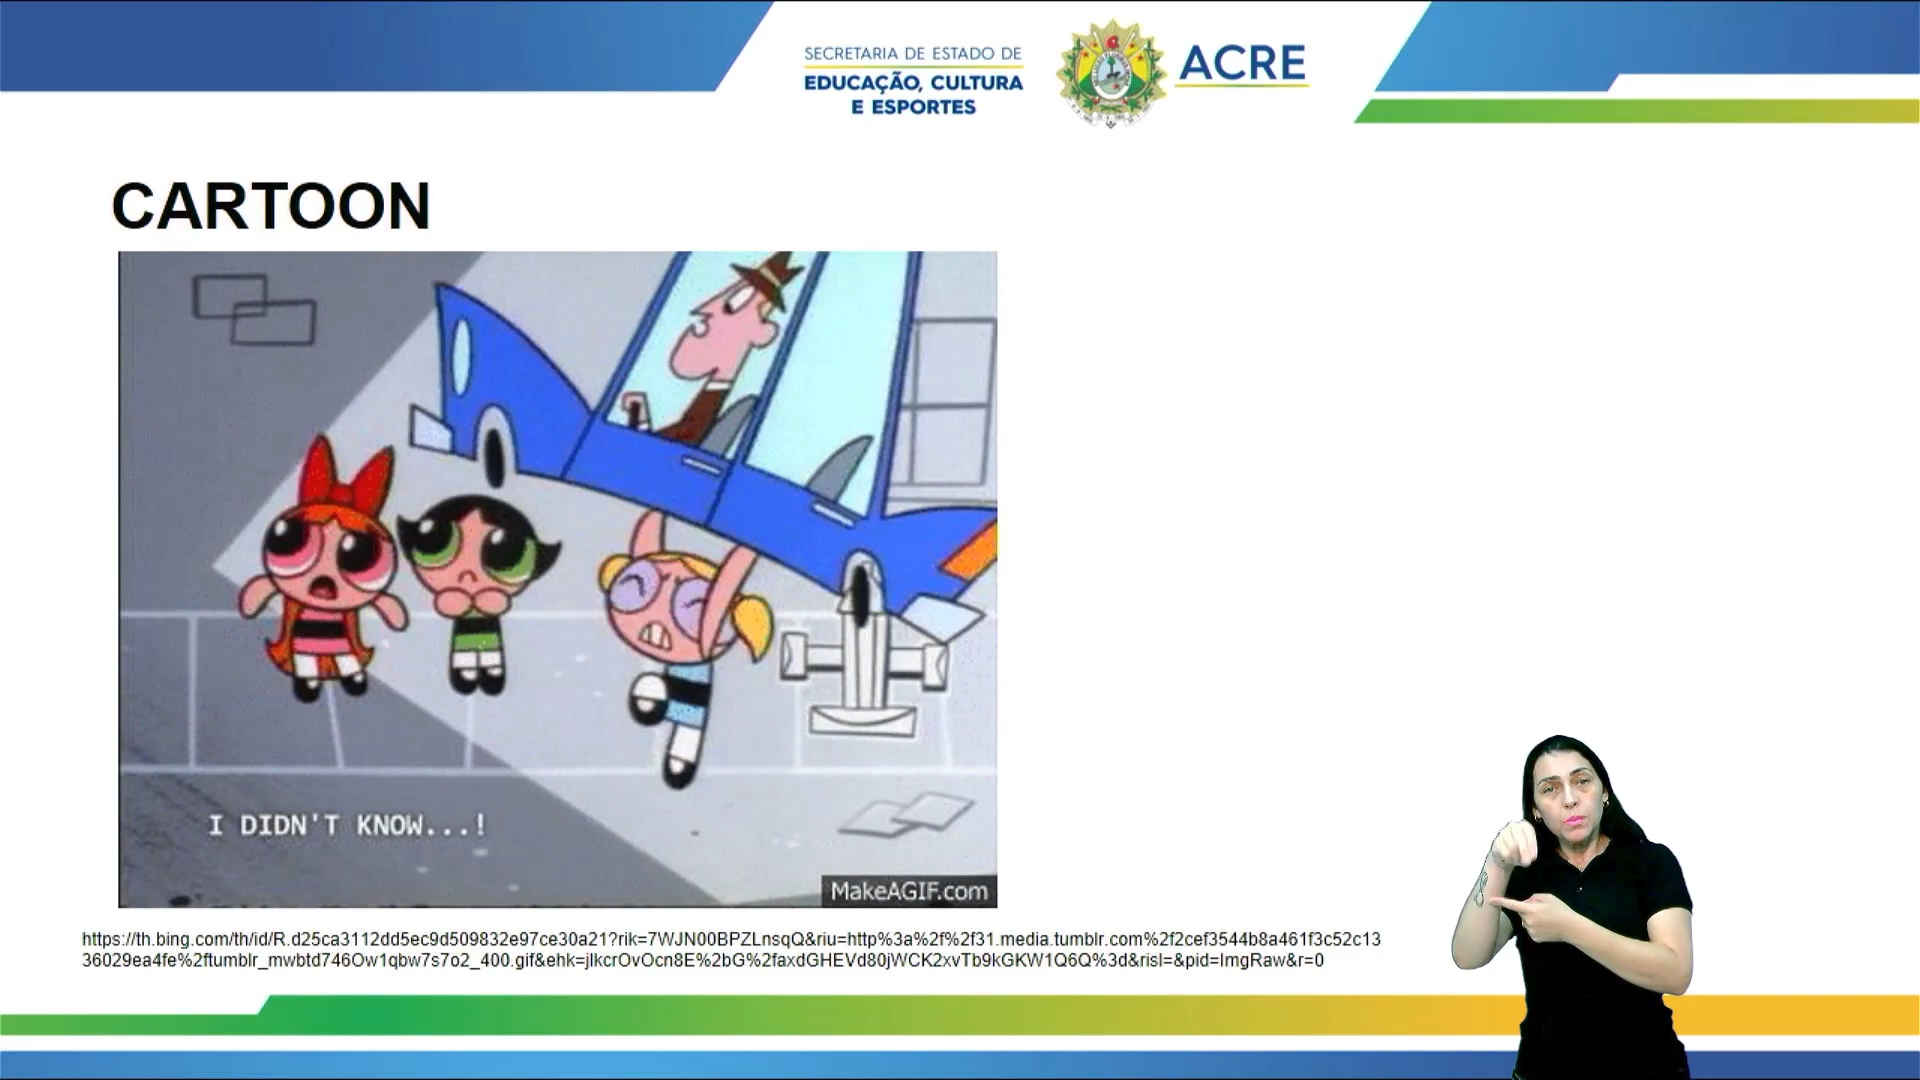 SECRETARIA DE ESTADO DE
EDUCAÇÃO, CULTURA
E ESPORTES
ACRE
CARTOON
I DIDN'T KNOW...!
MakeAGIF.com
https://th.bing.com/th/id/R.d25ca3112dd5ec9d509832e97ce30a21?rik=7WJN00BPZLnsqQ&riu=http%3a%2f%2f31.media.tumblr.com%2f2cef3544b8a461f3c52c13
36029ea4fe%2ftumblr_mwbtd746Ow1qbw7s7o2_400.gif&ehk=jlkcrOvOcn8E%2bG%2faxdGHEVd80jWCK2xvTb9kGKW1Q6Q%3d&risl=&pid=ImgRaw&r=0